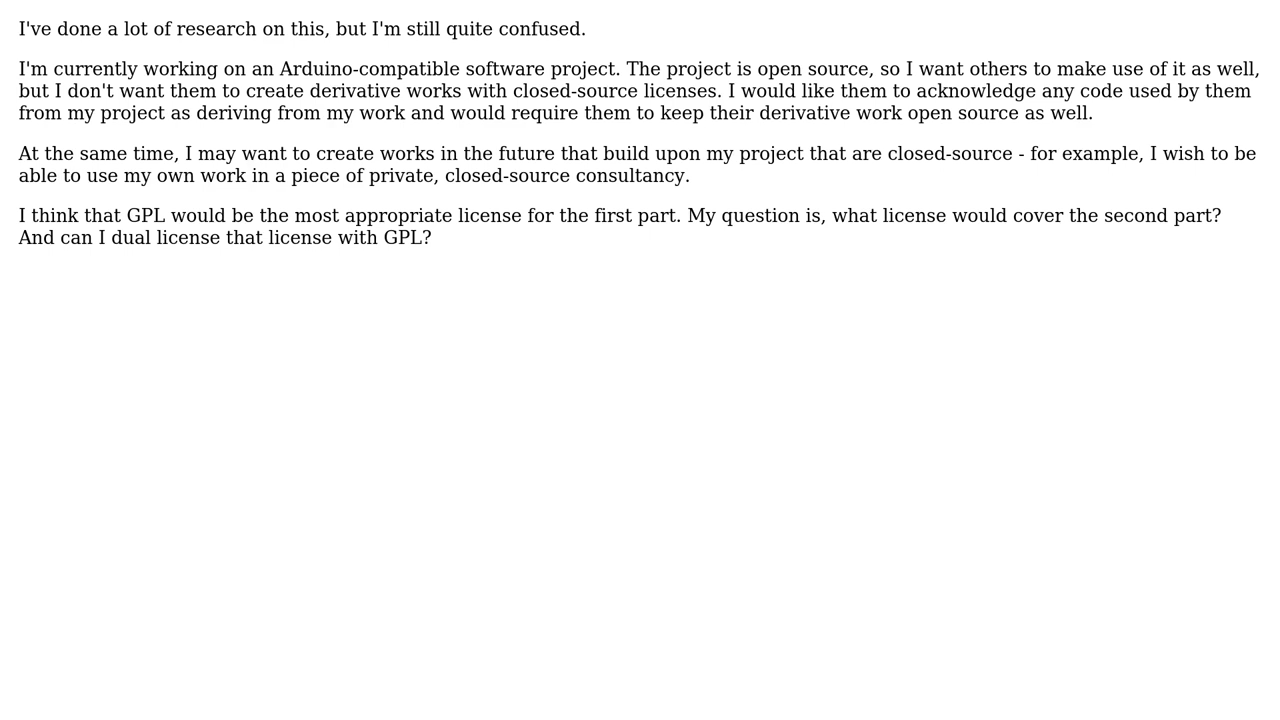 I've done a lot of research on this, but I'm still quite confused.
I'm currently working on an Arduino-compatible software project. The project is open source, so I want others to make use of it as well,
but I don't want them to create derivative works with closed-source licenses. I would like them to acknowledge any code used by them
from my project as deriving from my work and would require them to keep their derivative work open source as well.
At the same time, I may want to create works in the future that build upon my project that are closed-source - for example, I wish to be
able to use my own work in a piece of private, closed-source consultancy.
I think that GPL would be the most appropriate license for the first part. My question is, what license would cover the second part?
And can I dual license that license with GPL?